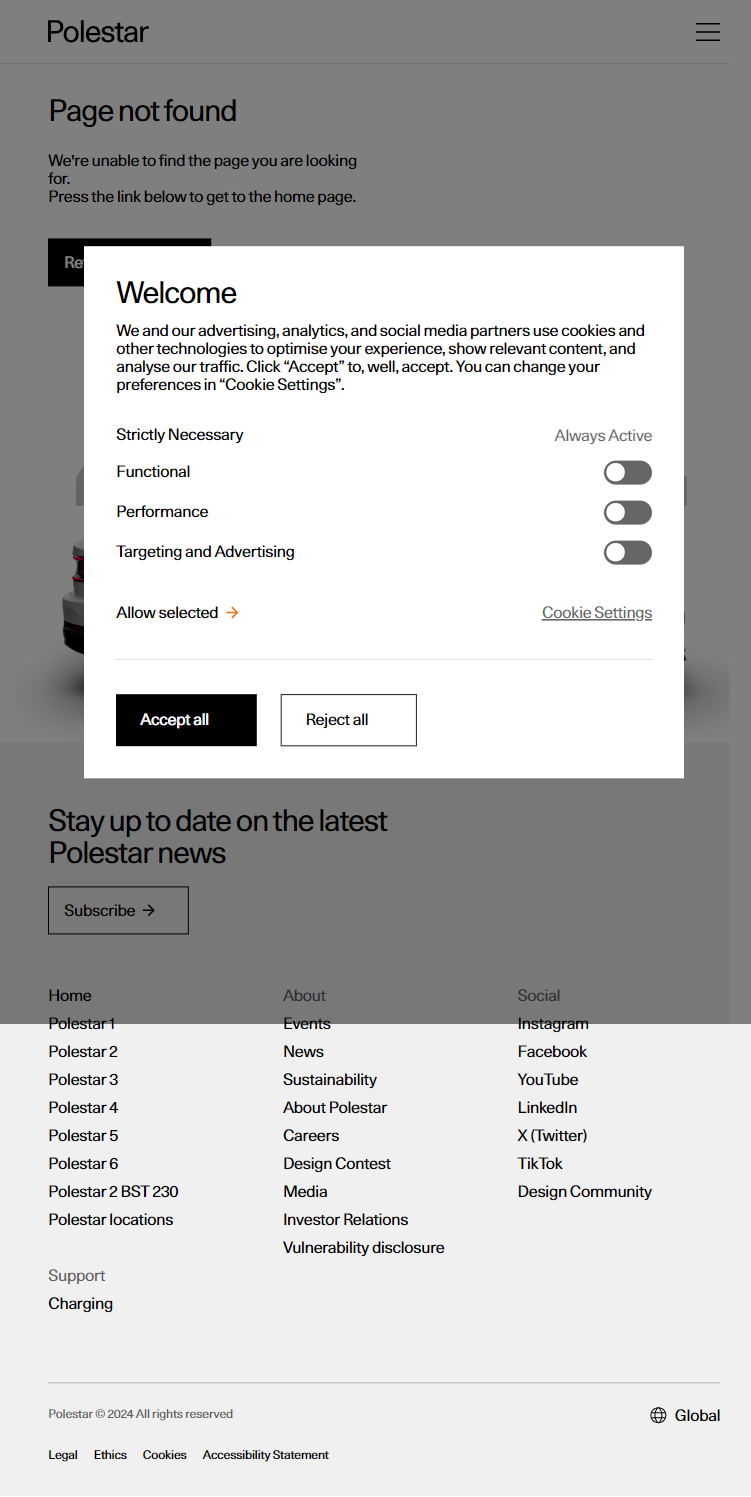 Polestar
Page not found
We're unable to find the page you are looking
for.
Press the link below to get to the home page.
Welcome
We and our advertising, analytics, and social media partners use cookies and
other technologies to optimise your experience, show relevant content, and
analyse our traffic. Click “Accept” to, well, accept. You can change your
preferences in “Cookie Settings”.
Strictly Necessary
Always Active
Functional
Performance
Targeting and Advertising
Allow selected
Cookie Settings
Accept all
Reject all
Stay up to date on the latest
Polestar news
Subscribe
Home
Polestar 1
Polestar 2
Polestar 3
Polestar 4
Polestar 5
Polestar 6
Polestar 2 BST 230
Polestar locations
About
Events
News
Sustainability
About Polestar
Careers
Design Contest
Media
Investor Relations
Vulnerability disclosure
Social
Instagram
Facebook
YouTube
LinkedIn
X (Twitter)
TikTok
Design Community
Support
Charging
Polestar © 2024 All rights reserved
Global
Legal
Ethics
Cookies
Accessibility Statement